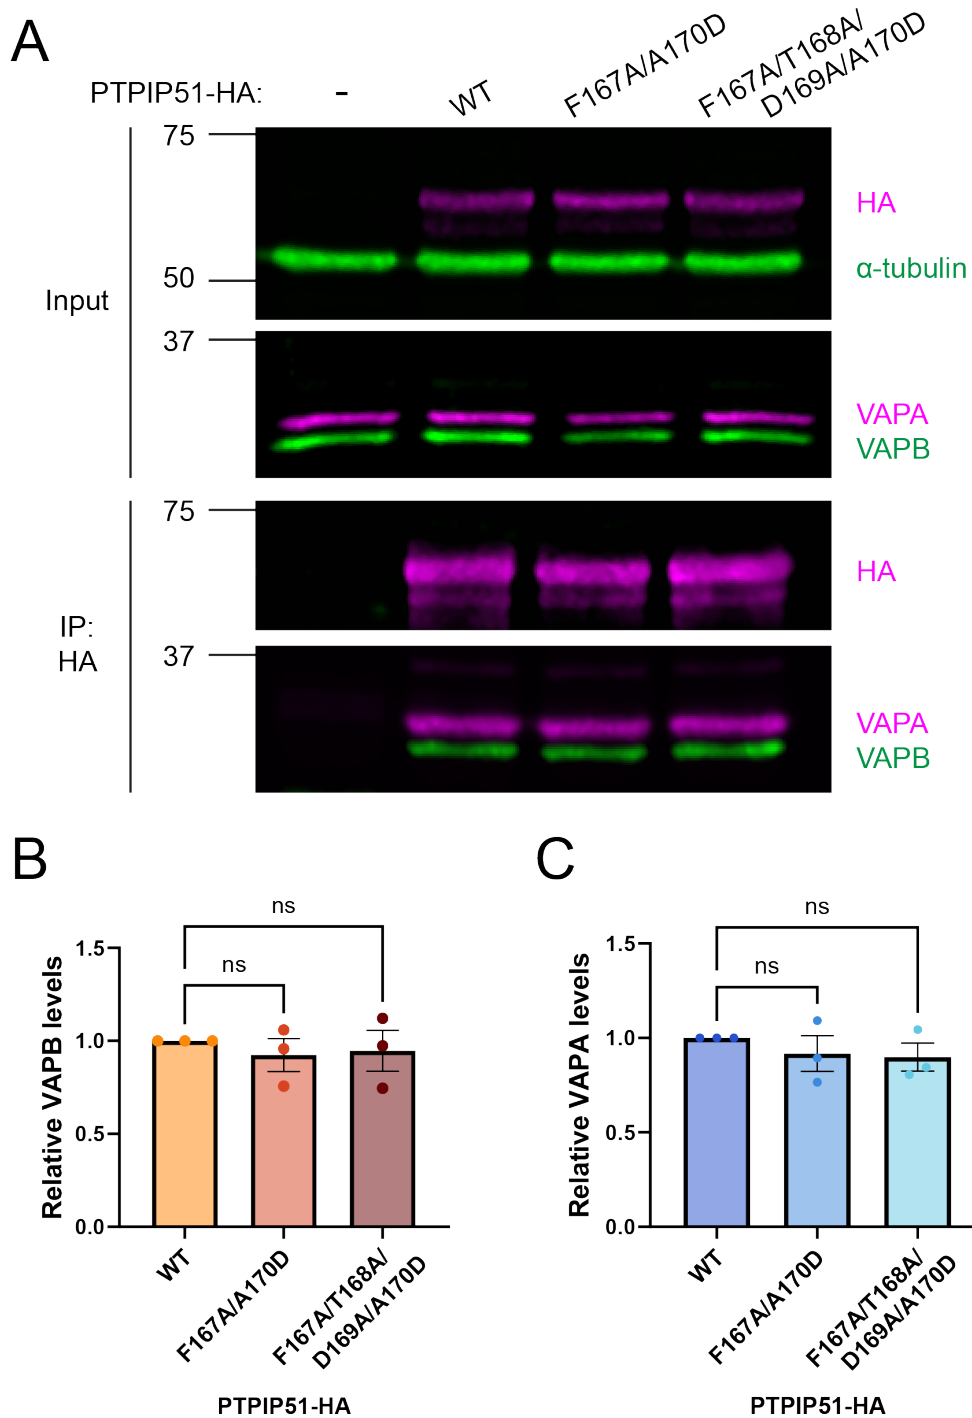 A
PTPIP51-HA:
-
WT
F167A/A170D
F167A/T168A/
D169A/A170D
75
HA
α-tubulin
50
Input
37
VAPA
VAPB
75
HA
IP:
HA
37
VAPA
VAPB
B
ns
ns
1.5
1.0
0.5
0.0
Relative VAPB levels
WT
F167A/A170D
F167A/T168A/
D169A/A170D
PTPIP51-HA
C
ns
ns
1.5
1.0
0.5
0.0
Relative VAPA levels
WT
F167A/A170D
F167A/T168A/
D169A/A170D
PTPIP51-HA